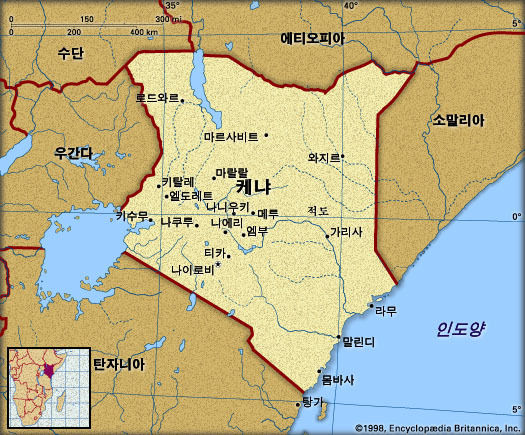 0 150 300 mi
0 200 400 km
35°
40°
5°
수단
에티오피아
로드와르
소말리아
마르사비트
우간다
와지르
마랄랄
키탈레
케냐
엘도레트
나니우키
메루
적도
키수무
0°
나쿠루
니에리
엠부
가리사
티카
나이로비
라무
인도양
말린디
탄자니아
몸바사
탕가
5°
©1998, Encyclopædia Britannica, Inc.